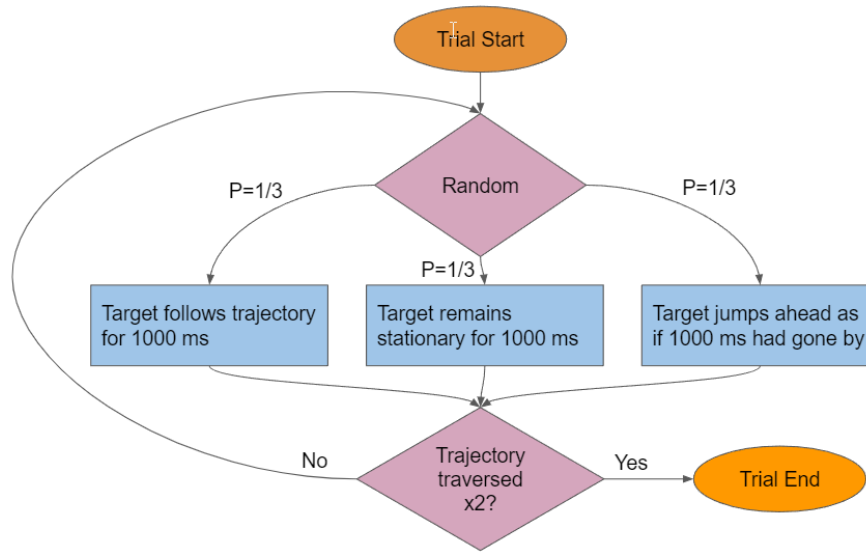 Trial Start
Random
P=1/3
P=1/3
P=1/3
Target follows trajectory
for 1000 ms
Target remains
stationary for 1000 ms
Target jumps ahead as
if 1000 ms had gone by
Trajectory
traversed
x2?
No
Yes
Trial End